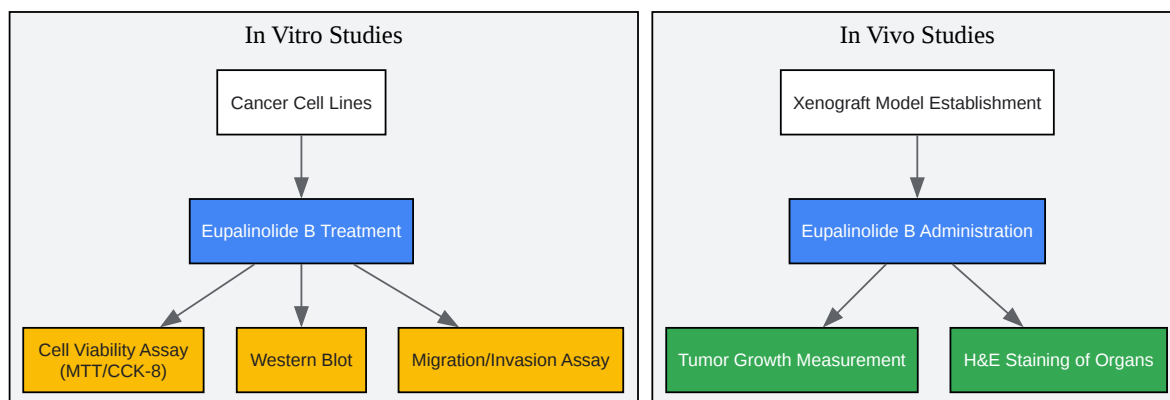 In Vitro Studies
Cancer Cell Lines
Eupalinolide B Treatment
Cell Viability Assay
(MTT/CCK-8)
Western Blot
Migration/Invasion Assay
In Vivo Studies
Xenograft Model Establishment
Eupalinolide B Administration
Tumor Growth Measurement
H&E Staining of Organs